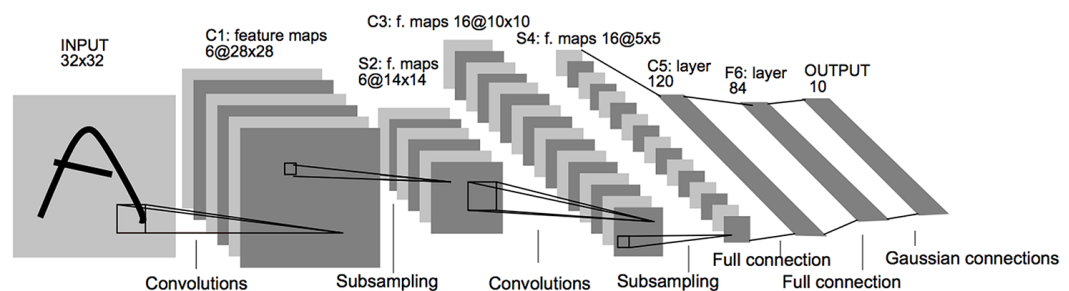 INPUT
32x32
C1: feature maps
6@28x28
S2: f. maps
6@14x14
C3: f. maps 16@10x10
S4: f. maps 16@5x5
C5: layer
120
F6: layer
84
OUTPUT
10
Convolutions
Subsampling
Convolutions
Subsampling
Full connection
Full connection
Gaussian connections
A